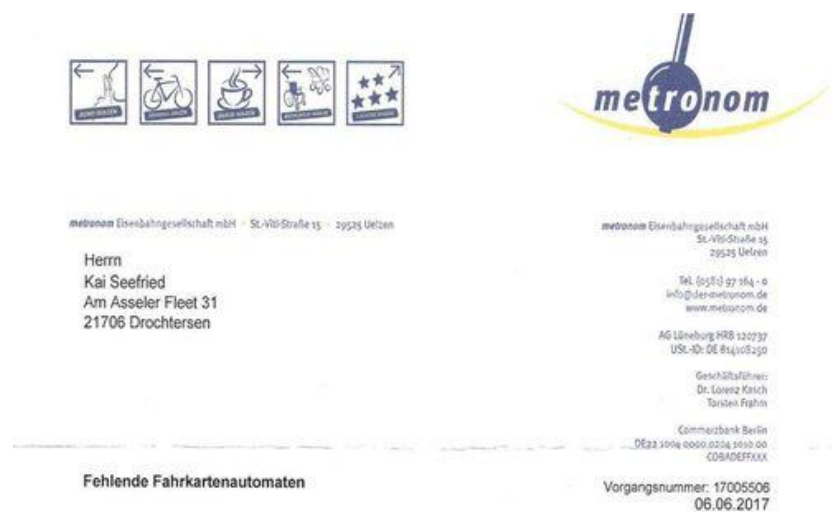 metronom
metronom Eisenbahngesellschaft mbH St.-Viti-Straße 15 29525 Uelzen
Herrn
Kai Seefried
Am Asseler Fleet 31
21706 Drochtersen
metronom Eisenbahngesellschaft mbH
St.-Viti-Straße 15
29525 Uelzen
Tel. (0581) 97 164 - 0
info@der-metronom.de
www.metronom.de
AG Lüneburg HRB 120737
USt.-ID: DE 814108250
Geschäftsführer:
Dr. Lorenz Kasch
Torsten Frahm
Commerzbank Berlin
DE22 1004 0000 0204 1010 00
COBADEFFXXX
Fehlende Fahrkartenautomaten
Vorgangsnummer: 17005506
06.06.2017